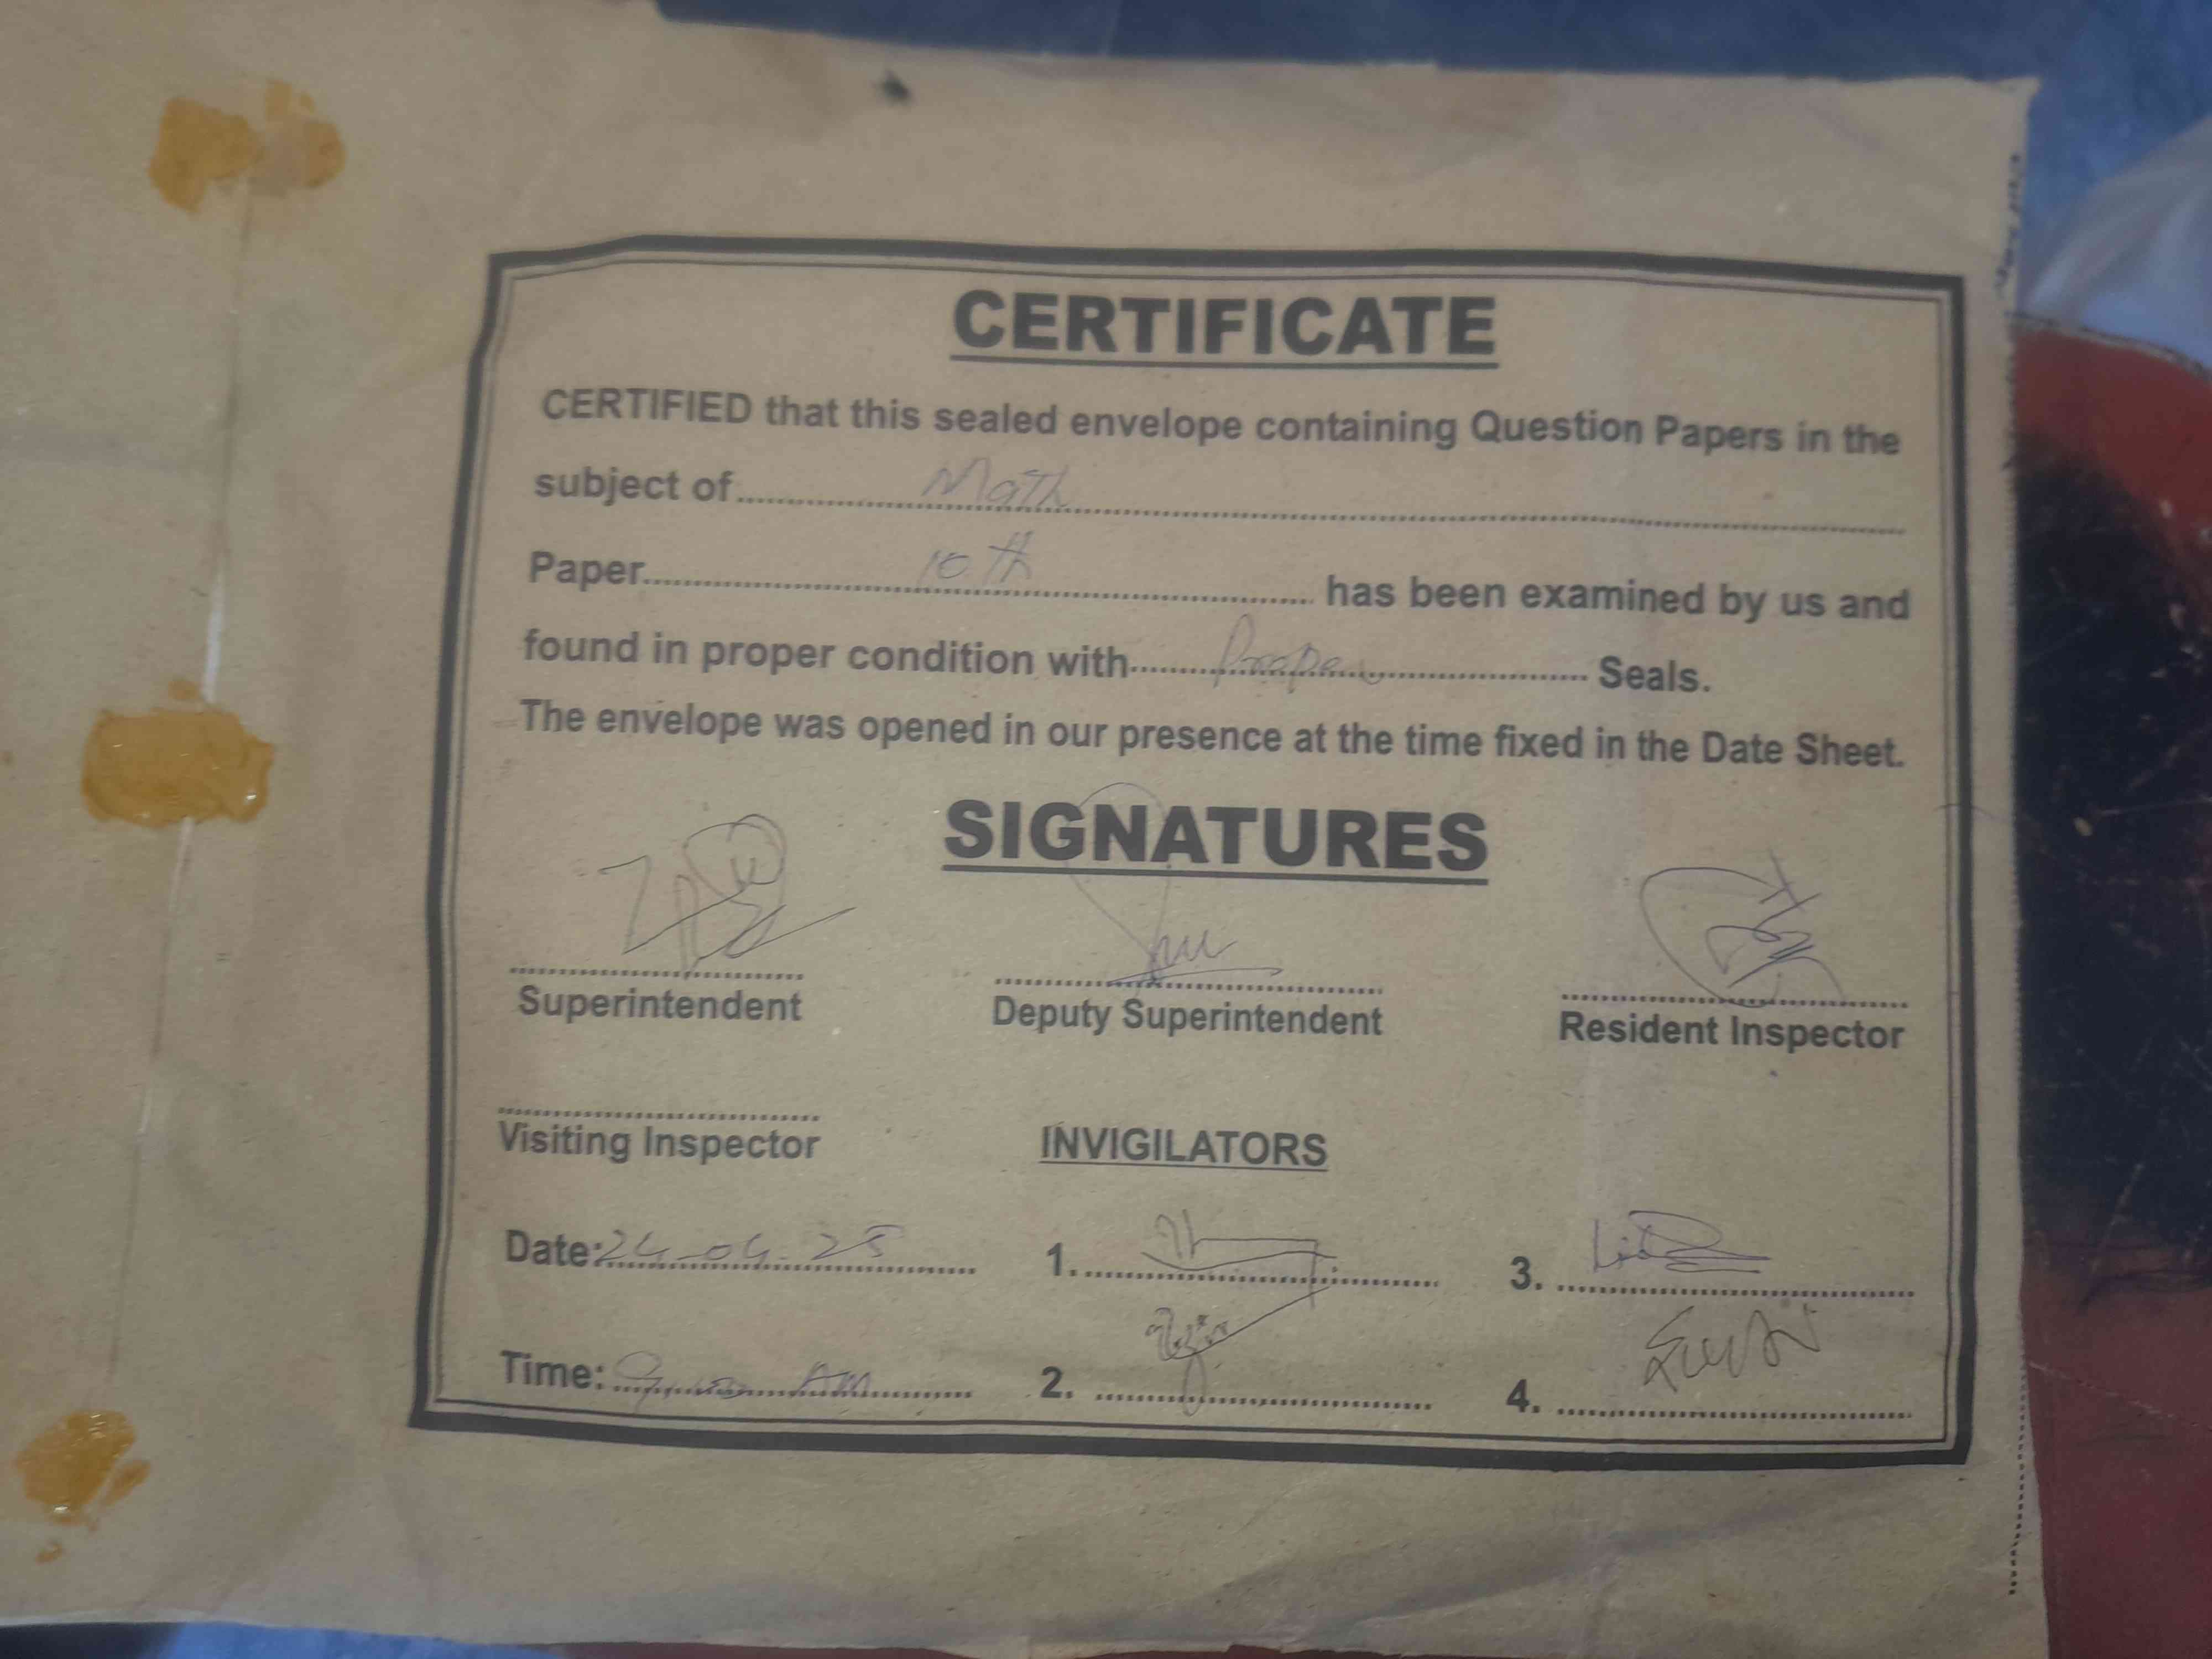 CERTIFICATE
CERTIFIED that this sealed envelope containing Question Papers in the
subject of Math
Paper 10th has been examined by us and
found in proper condition with Proper Seals.
The envelope was opened in our presence at the time fixed in the Date Sheet.
SIGNATURES
Superintendent Deputy Superintendent Resident Inspector
Visiting Inspector INVIGILATORS
Date: 24-04-25 1. 3.
Time: AM 2. 4.